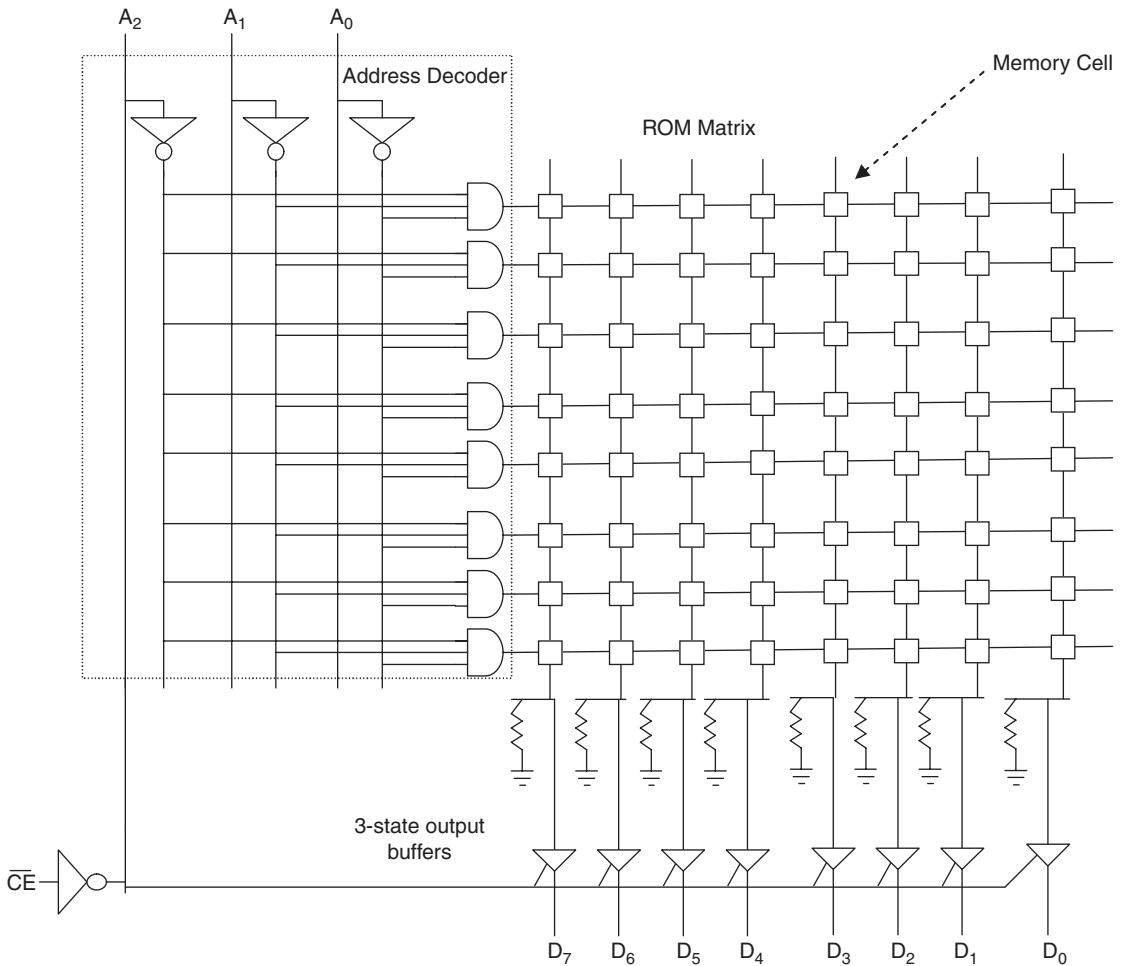 A₂ A₁ A₀
Address Decoder
Memory Cell
ROM Matrix
3-state output
buffers
C̅E̅
D₇ D₆ D₅ D₄ D₃ D₂ D₁ D₀